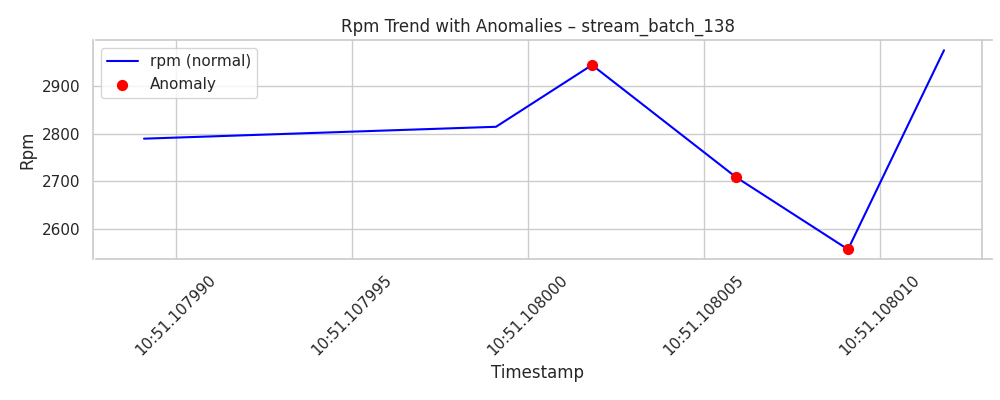 Rpm Trend with Anomalies – stream_batch_138
rpm (normal)
Anomaly
Rpm
2900
2800
2700
2600
10:51.107990
10:51.107995
10:51.108000
10:51.108005
10:51.108010
Timestamp